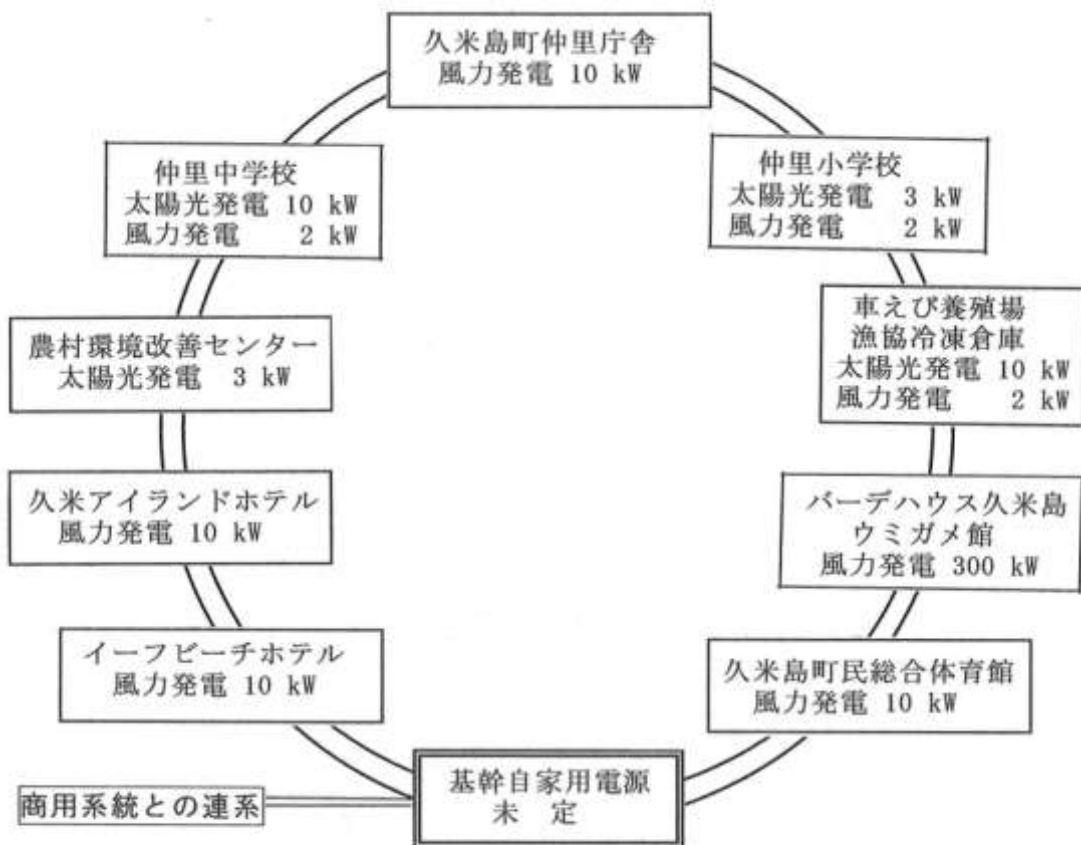 久米島町仲里庁舎
風力発電 10 kW
仲里中学校
太陽光発電 10 kW
風力発電 2 kW
仲里小学校
太陽光発電 3 kW
風力発電 2 kW
農村環境改善センター
太陽光発電 3 kW
車えび養殖場
漁協冷凍倉庫
太陽光発電 10 kW
風力発電 2 kW
久米アイランドホテル
風力発電 10 kW
バーデハウス久米島
ウミガメ館
風力発電 300 kW
イーフビーチホテル
風力発電 10 kW
久米島町民総合体育館
風力発電 10 kW
基幹自家用電源
未 定
商用系統との連系